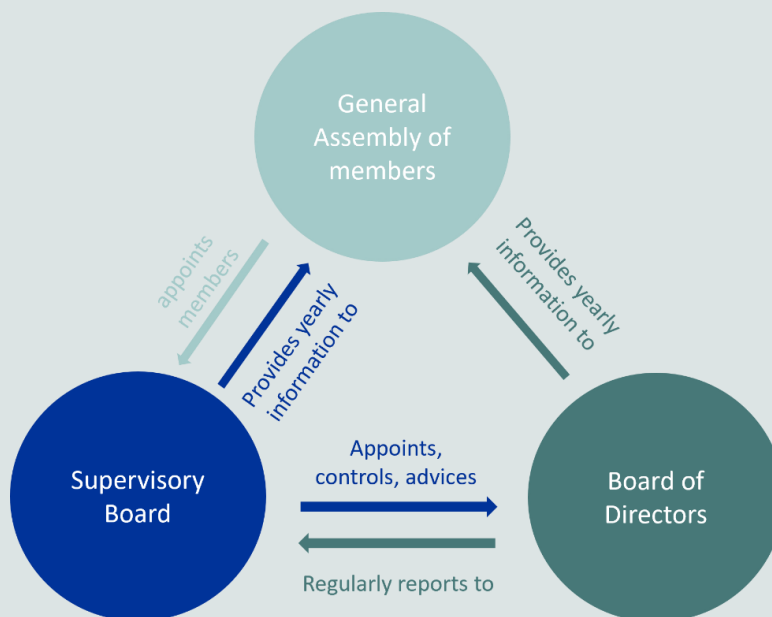 General
Assembly of
members
appoints
members
Provides yearly
information to
Provides yearly
information to
Supervisory
Board
Appoints,
controls, advices
Board of
Directors
Regularly reports to